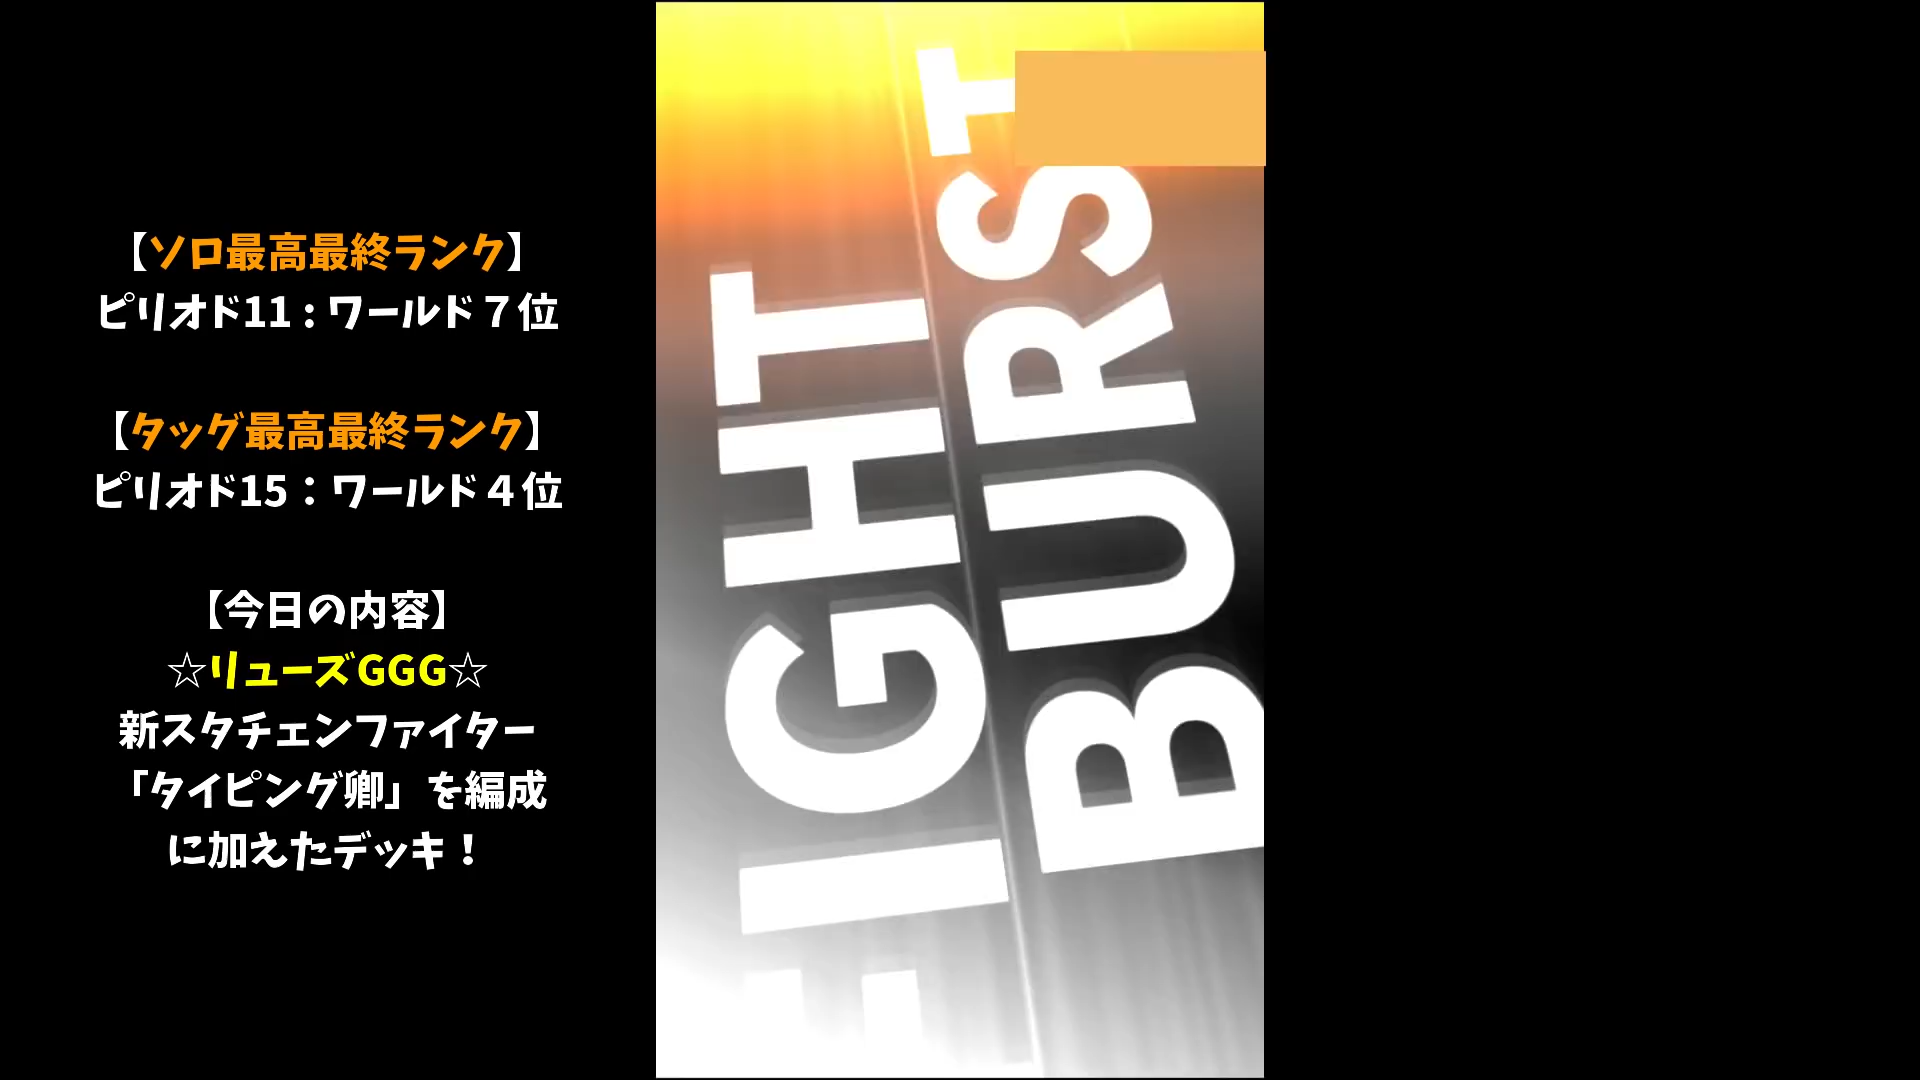 【ソロ最高最終ランク】
ピリオド11：ワールド７位
【タッグ最高最終ランク】
ピリオド15：ワールド４位
【今日の内容】
☆リューズGGG☆
新スタチェンファイター
「タイピング卿」を編成
に加えたデッキ！
FIGHT
BURST